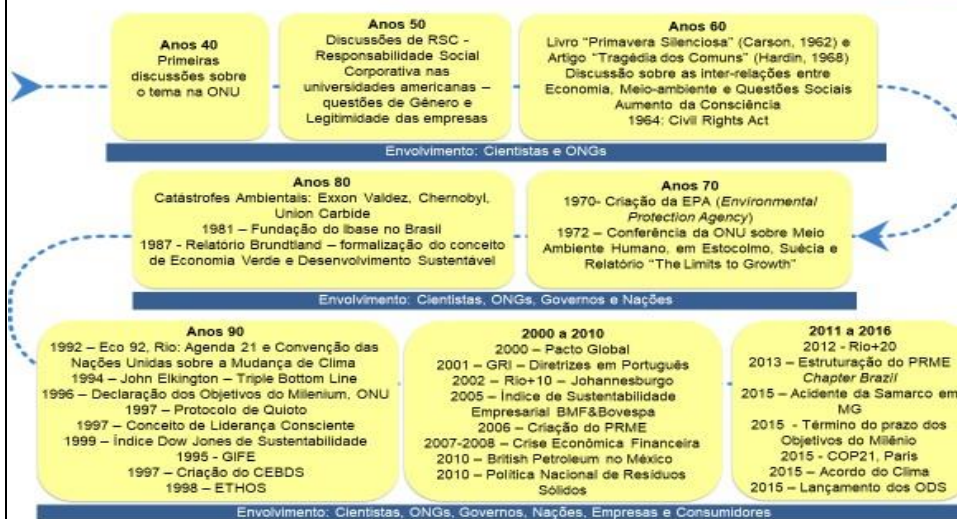 Anos 40
Primeiras
discussões sobre
o tema na ONU
Anos 50
Discussões de RSC -
Responsabilidade Social
Corporativa nas
universidades americanas –
questões de Gênero e
Legitimidade das empresas
Anos 60
Livro "Primavera Silenciosa" (Carson, 1962) e
Artigo "Tragédia dos Comuns" (Hardin, 1968)
Discussão sobre as inter-relações entre
Economia, Meio-ambiente e Questões Sociais
Aumento da Consciência
1964: Civil Rights Act
Envolvimento: Cientistas e ONGs
Anos 80
Catástrofes Ambientais: Exxon Valdez, Chernobyl,
Union Carbide
1981 – Fundação do Ibase no Brasil
1987 - Relatório Brundtland – formalização do conceito
de Economia Verde e Desenvolvimento Sustentável
Anos 70
1970- Criação da EPA (Environmental
Protection Agency)
1972 – Conferência da ONU sobre Meio
Ambiente Humano, em Estocolmo, Suécia e
Relatório "The Limits to Growth"
Envolvimento: Cientistas, ONGs, Governos e Nações
Anos 90
1992 – Eco 92, Rio: Agenda 21 e Convenção das
Nações Unidas sobre a Mudança de Clima
1994 – John Elkington – Triple Bottom Line
1996 – Declaração dos Objetivos do Milenium, ONU
1997 – Protocolo de Quioto
1997 – Conceito de Liderança Consciente
1999 – Índice Dow Jones de Sustentabilidade
1995 - GIFE
1997 – Criação do CEBDS
1998 – ETHOS
2000 a 2010
2000 – Pacto Global
2001 – GRI – Diretrizes em Português
2002 – Rio+10 – Johannesburgo
2005 – Índice de Sustentabilidade
Empresarial BMF&Bovespa
2006 – Criação do PRME
2007-2008 – Crise Econômica Financeira
2010 – British Petroleum no México
2010 – Política Nacional de Resíduos
Sólidos
2011 a 2016
2012 - Rio+20
2013 – Estruturação do PRME
Chapter Brazil
2015 – Acidente da Samarco em
MG
2015 - Término do prazo dos
Objetivos do Milênio
2015 - COP21, Paris
2015 – Acordo do Clima
2015 – Lançamento dos ODS
Envolvimento: Cientistas, ONGs, Governos, Nações, Empresas e Consumidores